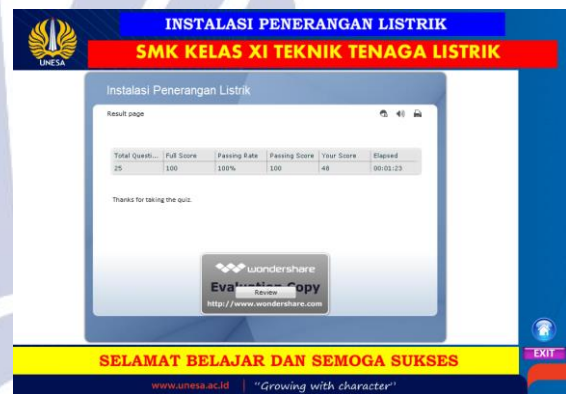 INSTALASI PENERANGAN LISTRIK
UNESA
SMK KELAS XI TEKNIK TENAGA LISTRIK
Instalasi Penerangan Listrik
Result page
Total Questi... Full Score Passing Rate Passing Score Your Score Elapsed
25 100 100% 100 48 00:01:23
Thanks for taking the quiz.
wondershare
Evaluation Copy
Review
http://www.wondershare.com
EXIT
SELAMAT BELAJAR DAN SEMOGA SUKSES
www.unesa.ac.id | "Growing with character"